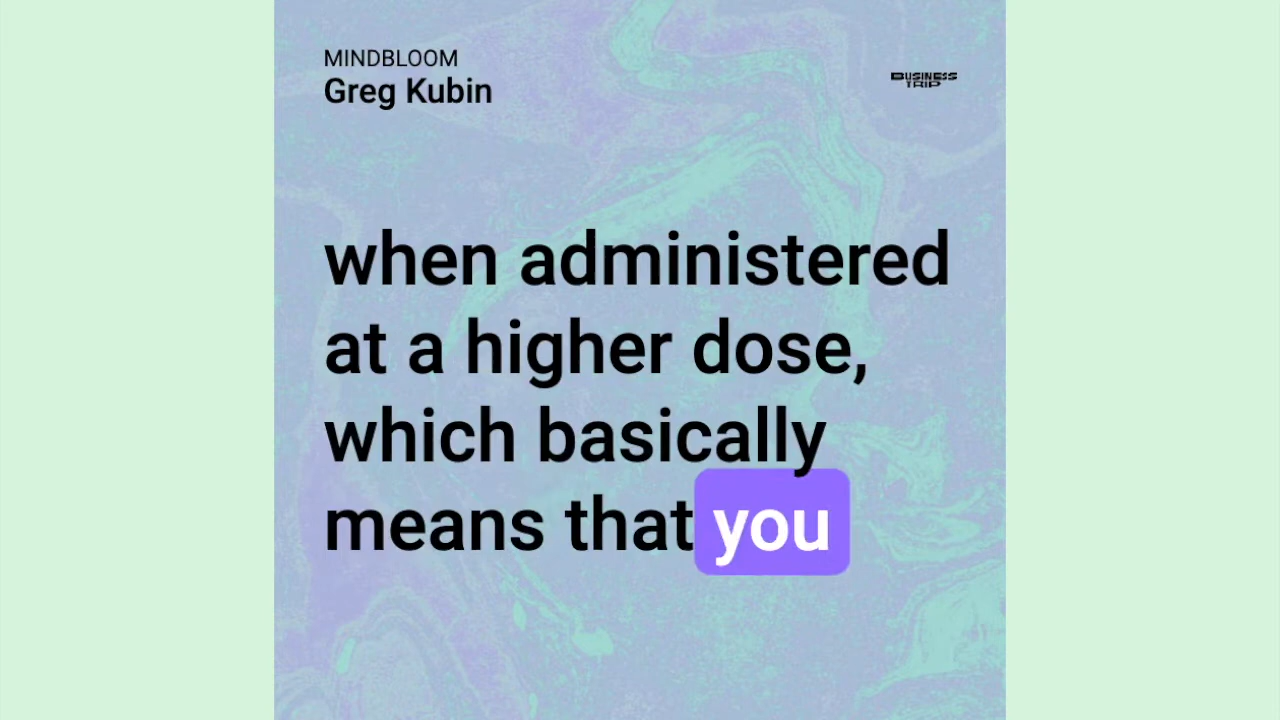 MINDBLOOM
Greg Kubin
BUSINESS
TRIP
when administered
at a higher dose,
which basically
means that you